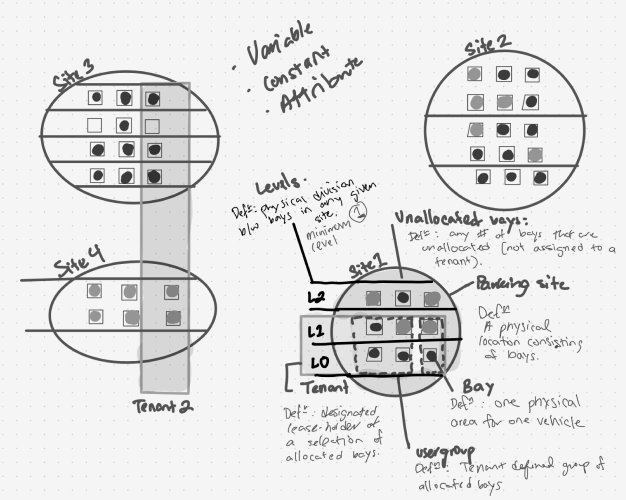 • Variable
• Constant
• Attribute
Site 3
Site 2
Site 4
Tenant 2
Levels.
Defⁿ: physical division
b/w bays in any given
site.
minimum 1
level
Unallocated bays:
Defⁿ: any # of bays that are
unallocated (not assigned to a
tenant).
Site 1
L2
L1
L0
Parking site
Defⁿ
A physical
location consisting
of bays.
Tenant
Defⁿ: designated
lease-holder of
a selection of
allocated bays.
Bay
Defⁿ: one physical
area for one vehicle
usergroup
Defⁿ: Tenant defined group of
allocated bays